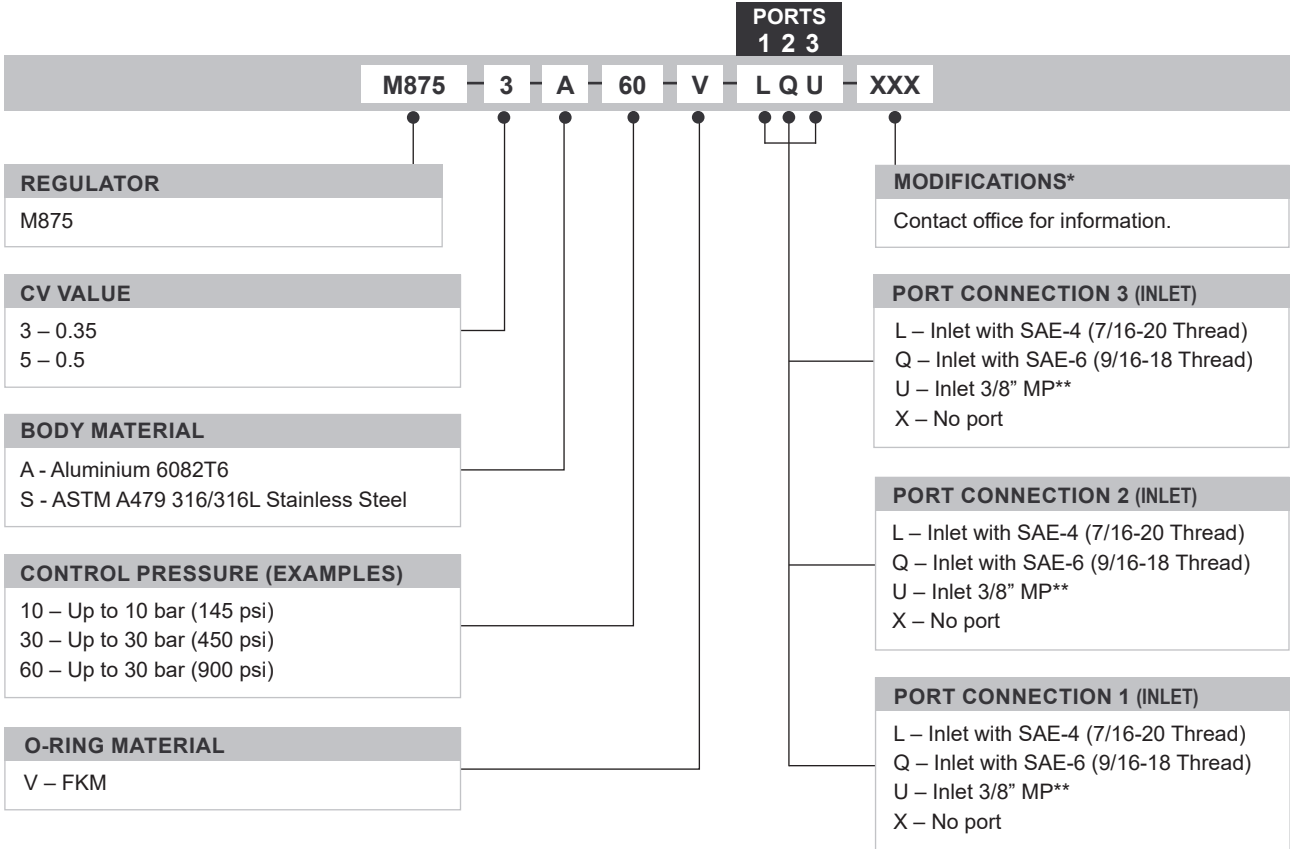 PORTS
1 2 3
M875 3 A 60 V L Q U XXX
REGULATOR
M875
CV VALUE
3 – 0.35
5 – 0.5
BODY MATERIAL
A - Aluminium 6082T6
S - ASTM A479 316/316L Stainless Steel
CONTROL PRESSURE (EXAMPLES)
10 – Up to 10 bar (145 psi)
30 – Up to 30 bar (450 psi)
60 – Up to 30 bar (900 psi)
O-RING MATERIAL
V – FKM
MODIFICATIONS*
Contact office for information.
PORT CONNECTION 3 (INLET)
L – Inlet with SAE-4 (7/16-20 Thread)
Q – Inlet with SAE-6 (9/16-18 Thread)
U – Inlet 3/8” MP**
X – No port
PORT CONNECTION 2 (INLET)
L – Inlet with SAE-4 (7/16-20 Thread)
Q – Inlet with SAE-6 (9/16-18 Thread)
U – Inlet 3/8” MP**
X – No port
PORT CONNECTION 1 (INLET)
L – Inlet with SAE-4 (7/16-20 Thread)
Q – Inlet with SAE-6 (9/16-18 Thread)
U – Inlet 3/8” MP**
X – No port